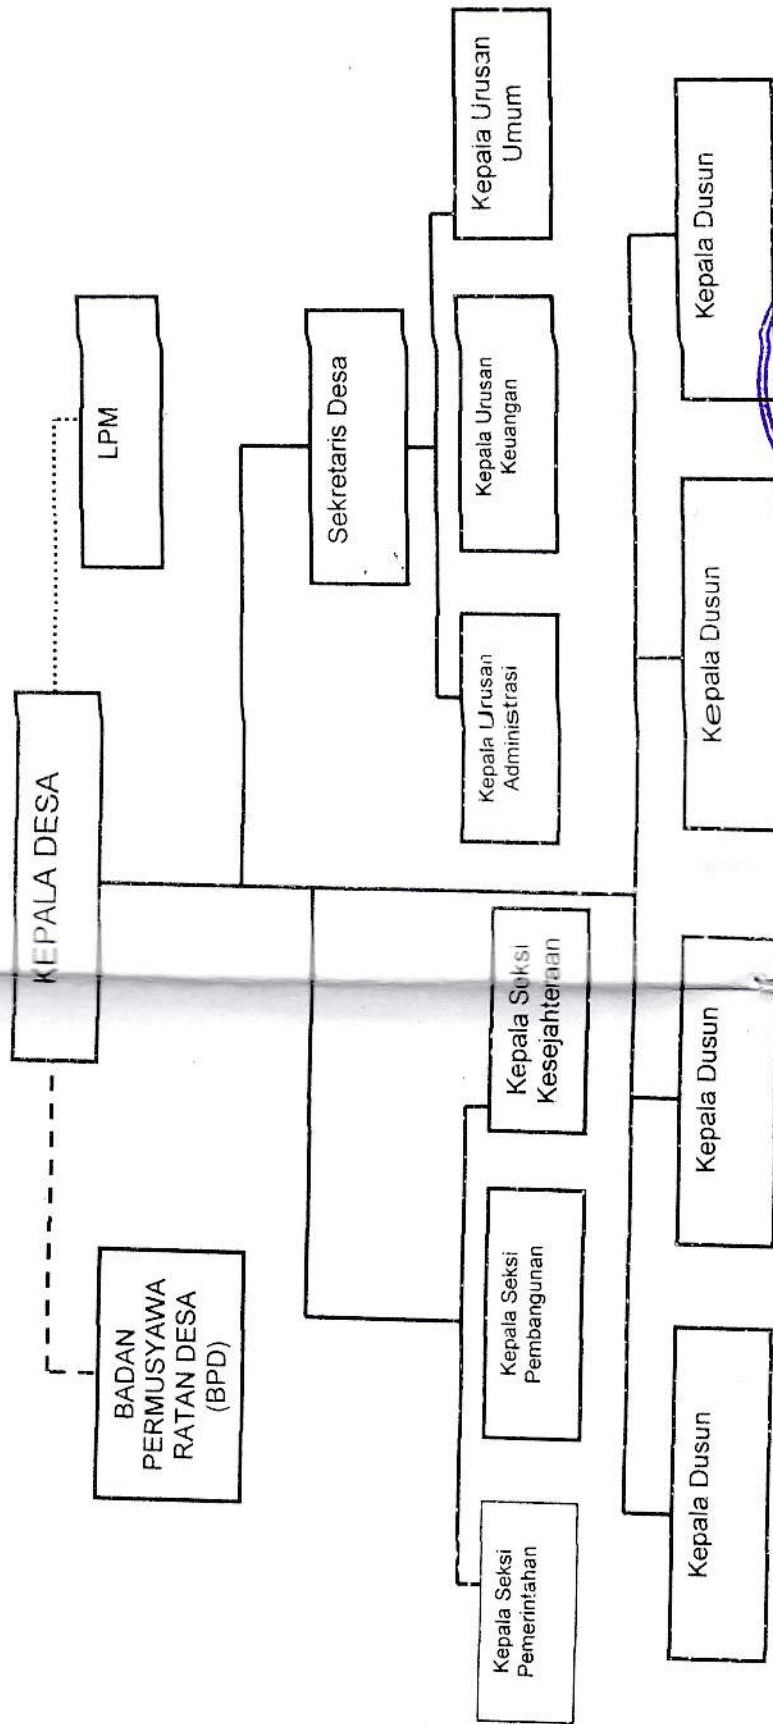 KEPALA DESA
BADAN
PERMUSYAWA
RATAN DESA
(BPD)
LPM
Sekretaris Desa
Kepala Seksi
Pemerintahan
Kepala Seksi
Pembangunan
Kepala Seksi
Kesejahteraan
Kepala Urusan
Administrasi
Kepala Urusan
Keuangan
Kepala Urusan
Umum
Kepala Dusun
Kepala Dusun
Kepala Dusun
Kepala Dusun